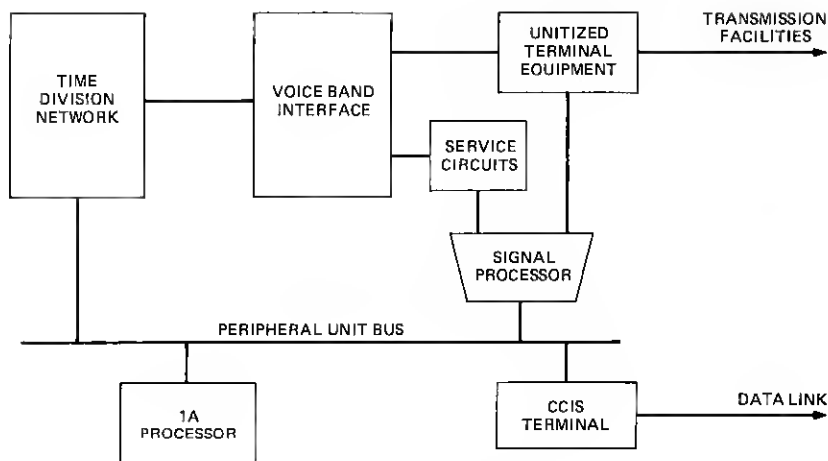 TRANSMISSION
FACILITIES
UNITIZED
TERMINAL
EQUIPMENT
TIME
DIVISION
NETWORK
VOICE BAND
INTERFACE
SERVICE
CIRCUITS
SIGNAL
PROCESSOR
PERIPHERAL UNIT BUS
1A
PROCESSOR
CCIS
TERMINAL
DATA LINK